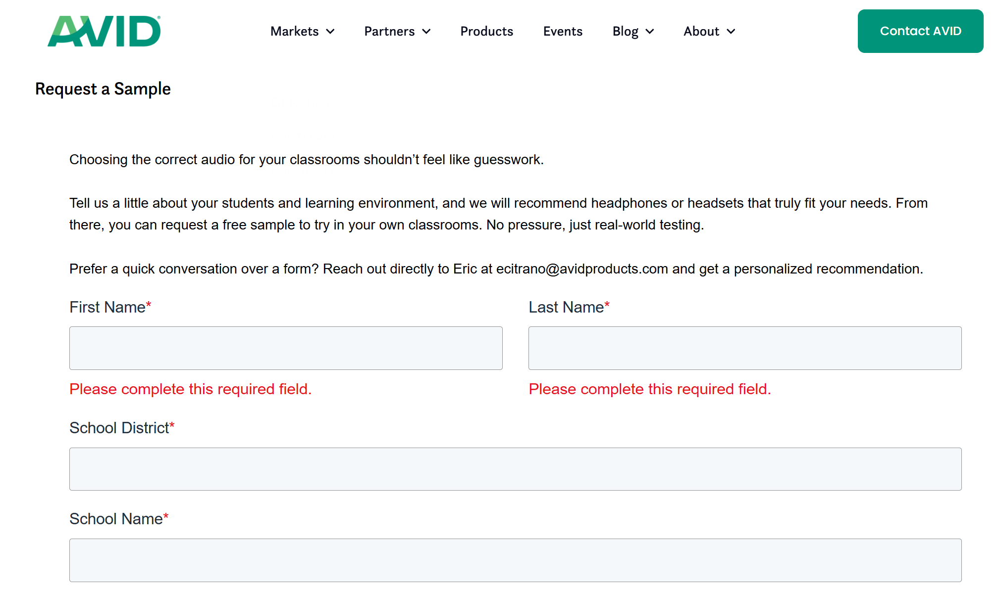 AVID®
Markets
Partners
Products
Events
Blog
About
Contact AVID
Request a Sample
Choosing the correct audio for your classrooms shouldn’t feel like guesswork.
Tell us a little about your students and learning environment, and we will recommend headphones or headsets that truly fit your needs. From
there, you can request a free sample to try in your own classrooms. No pressure, just real-world testing.
Prefer a quick conversation over a form? Reach out directly to Eric at ecitrano@avidproducts.com and get a personalized recommendation.
First Name*
Last Name*
Please complete this required field.
Please complete this required field.
School District*
School Name*